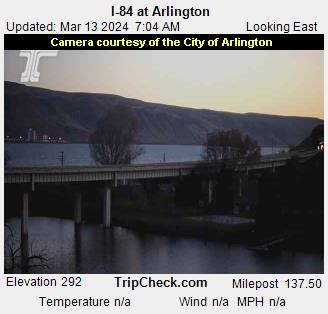 I-84 at Arlington
Updated: Mar 13 2024 7:04 AM Looking East
Camera courtesy of the City of Arlington
Elevation 292 TripCheck.com Milepost 137.50
Temperature n/a Wind n/a MPH n/a